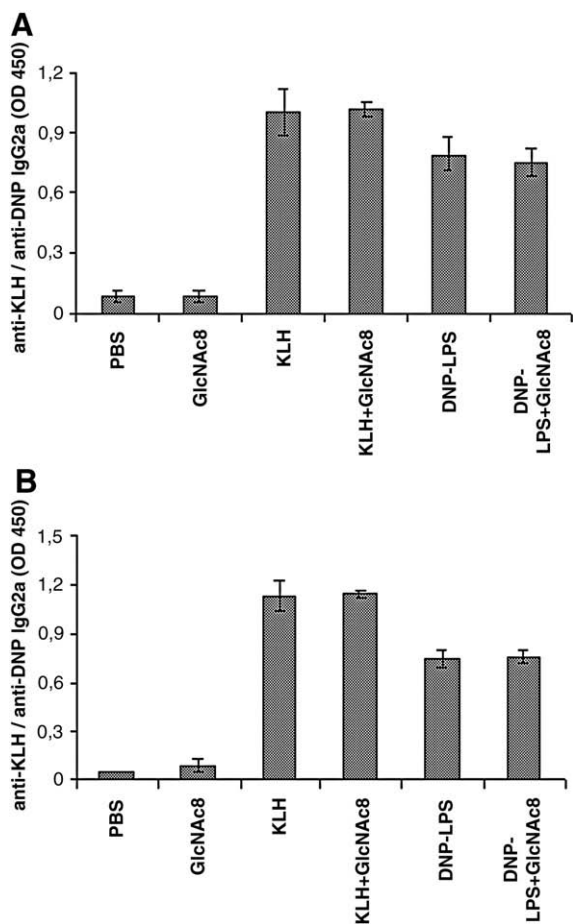 A
anti-KLH / anti-DNP IgG2a (OD 450)
1,2
0,9
0,6
0,3
0
PBS
GlcNAc8
KLH
KLH+GlcNAc8
DNP-LPS
DNP-
LPS+GlcNAc8
B
anti-KLH / anti-DNP IgG2a (OD 450)
1,5
1,2
0,9
0,6
0,3
0
PBS
GlcNAc8
KLH
KLH+GlcNAc8
DNP-LPS
DNP-
LPS+GlcNAc8